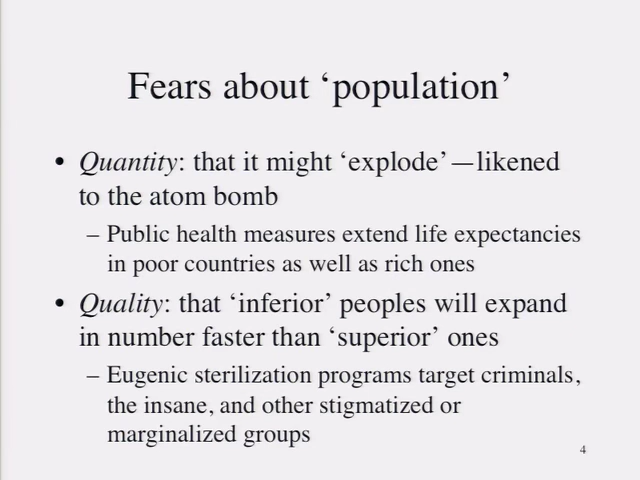 Fears about ‘population’
• Quantity: that it might ‘explode’—likened
to the atom bomb
– Public health measures extend life expectancies
in poor countries as well as rich ones
• Quality: that ‘inferior’ peoples will expand
in number faster than ‘superior’ ones
– Eugenic sterilization programs target criminals,
the insane, and other stigmatized or
marginalized groups
4